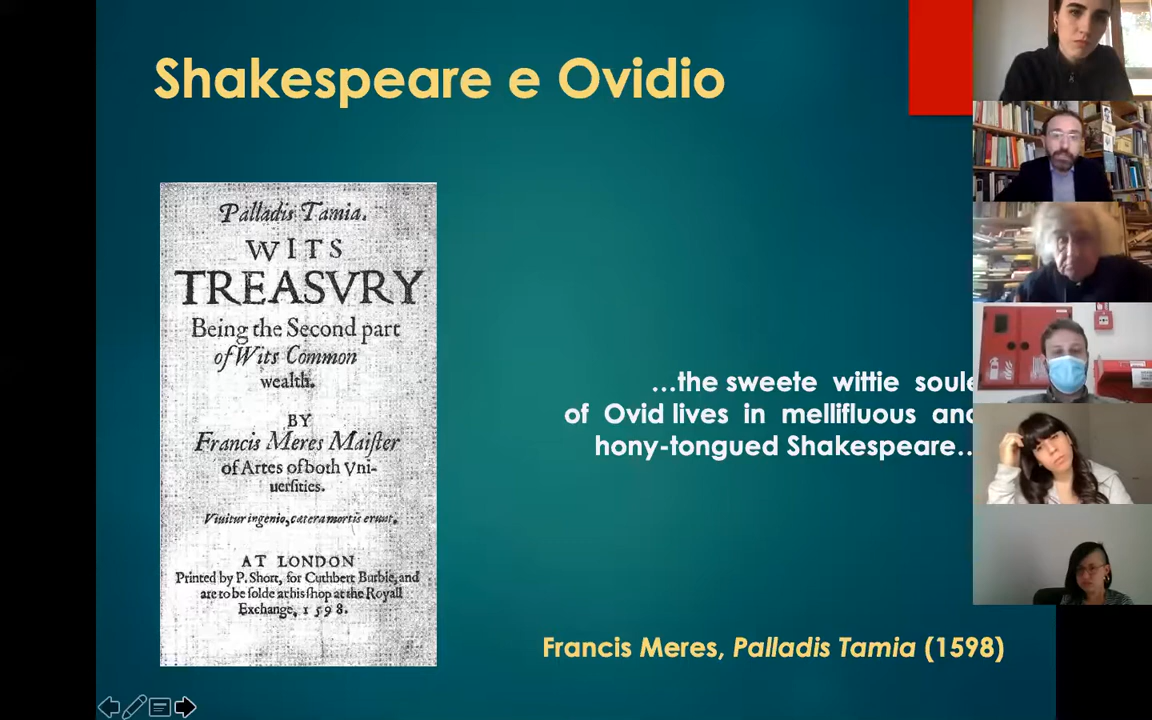 Shakespeare e Ovidio
Palladis Tamia.
WITS
TREASVRY
Being the Second part
of Wits Common
wealth.
BY
Francis Meres Maiſter
of Artes of both Vni-
uerſities.
Viuitur ingenio, cætera mortis erunt.
AT LONDON
Printed by P. Short, for Cuthbert Burbie, and
are to be ſolde at his ſhop at the Royall
Exchange, 1598.
…the sweete wittie soule
of Ovid lives in mellifluous and
hony-tongued Shakespeare…
Francis Meres, Palladis Tamia (1598)